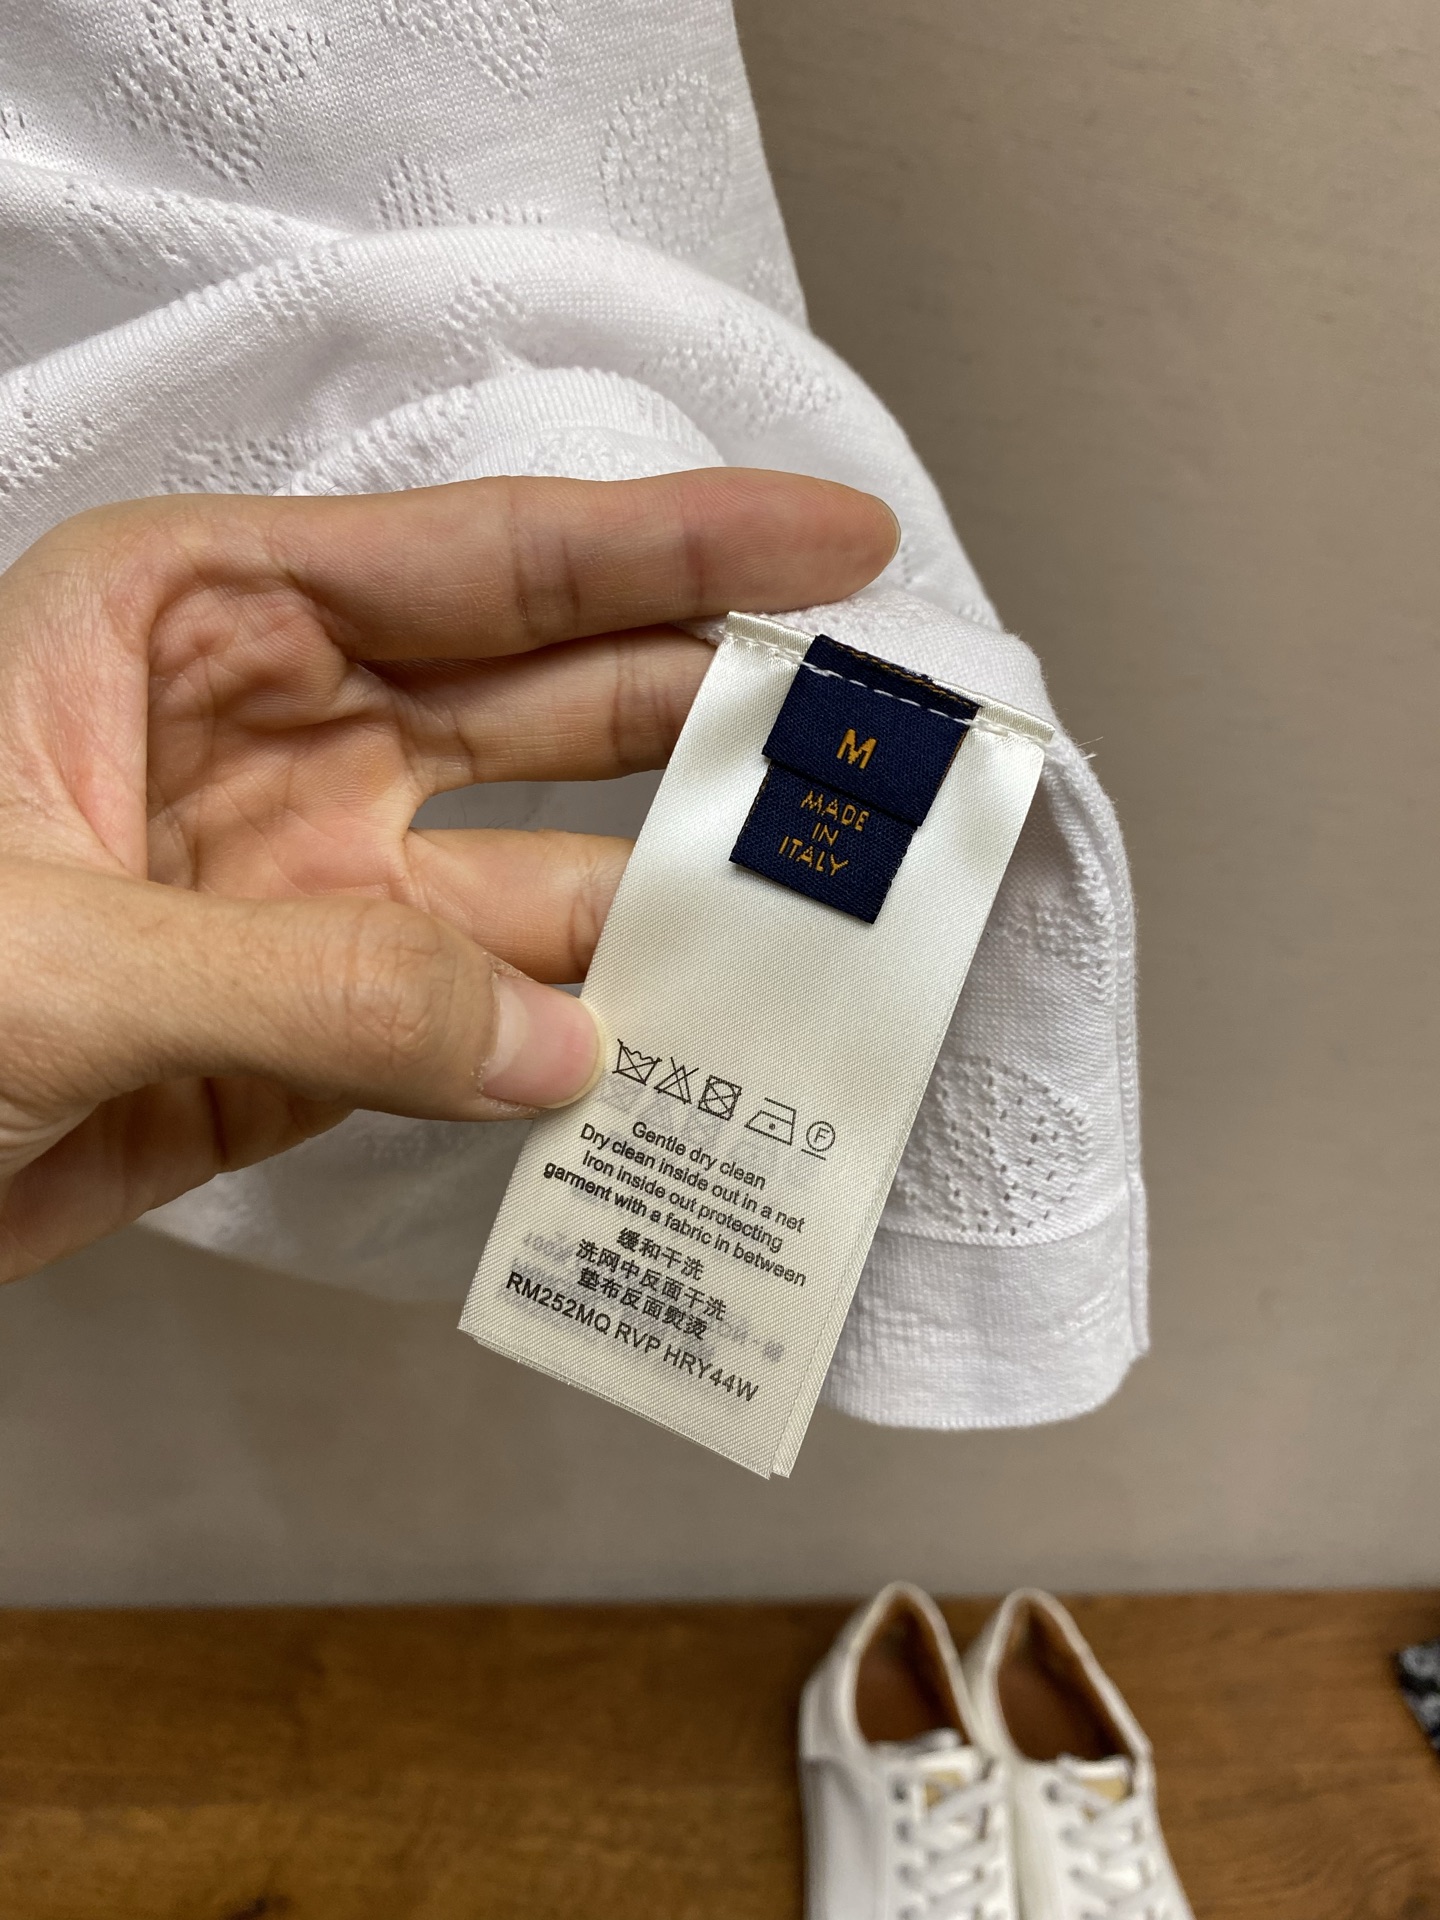 M
MADE
IN
ITALY
F
Gentle dry clean
Dry clean inside out in a net
Iron inside out protecting
garment with a fabric in between
缓和干洗
洗网中反面干洗
垫布反面熨烫
RM252MQ RVP HRY44W